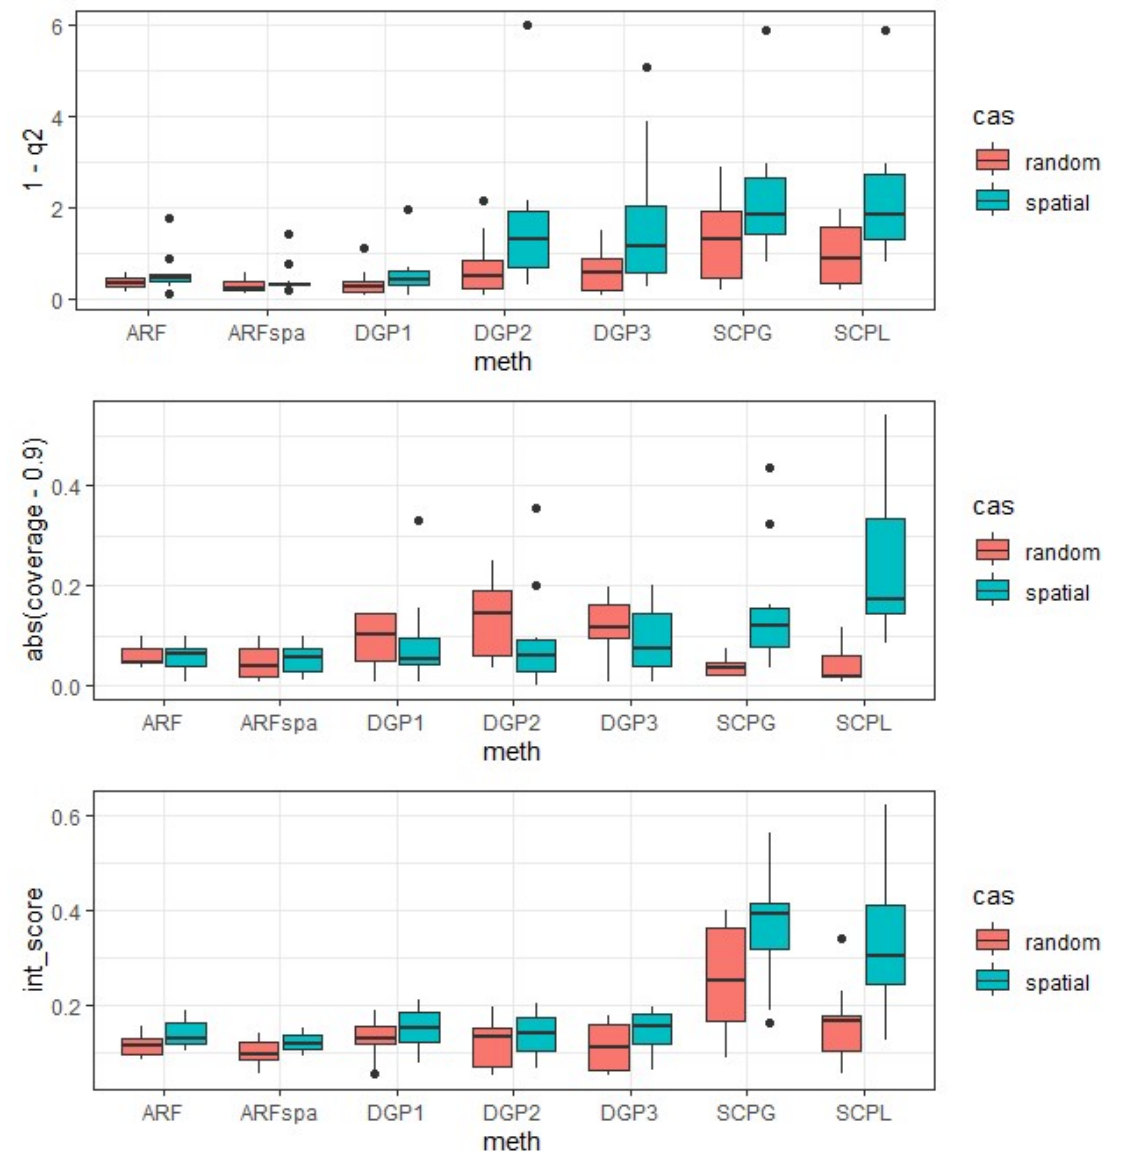 6
4
2
0
1 - q2
ARF ARFspa DGP1 DGP2 DGP3 SCPG SCPL
meth
cas
random
spatial
0.4
0.2
0.0
abs(coverage - 0.9)
ARF ARFspa DGP1 DGP2 DGP3 SCPG SCPL
meth
cas
random
spatial
0.6
0.4
0.2
int_score
ARF ARFspa DGP1 DGP2 DGP3 SCPG SCPL
meth
cas
random
spatial